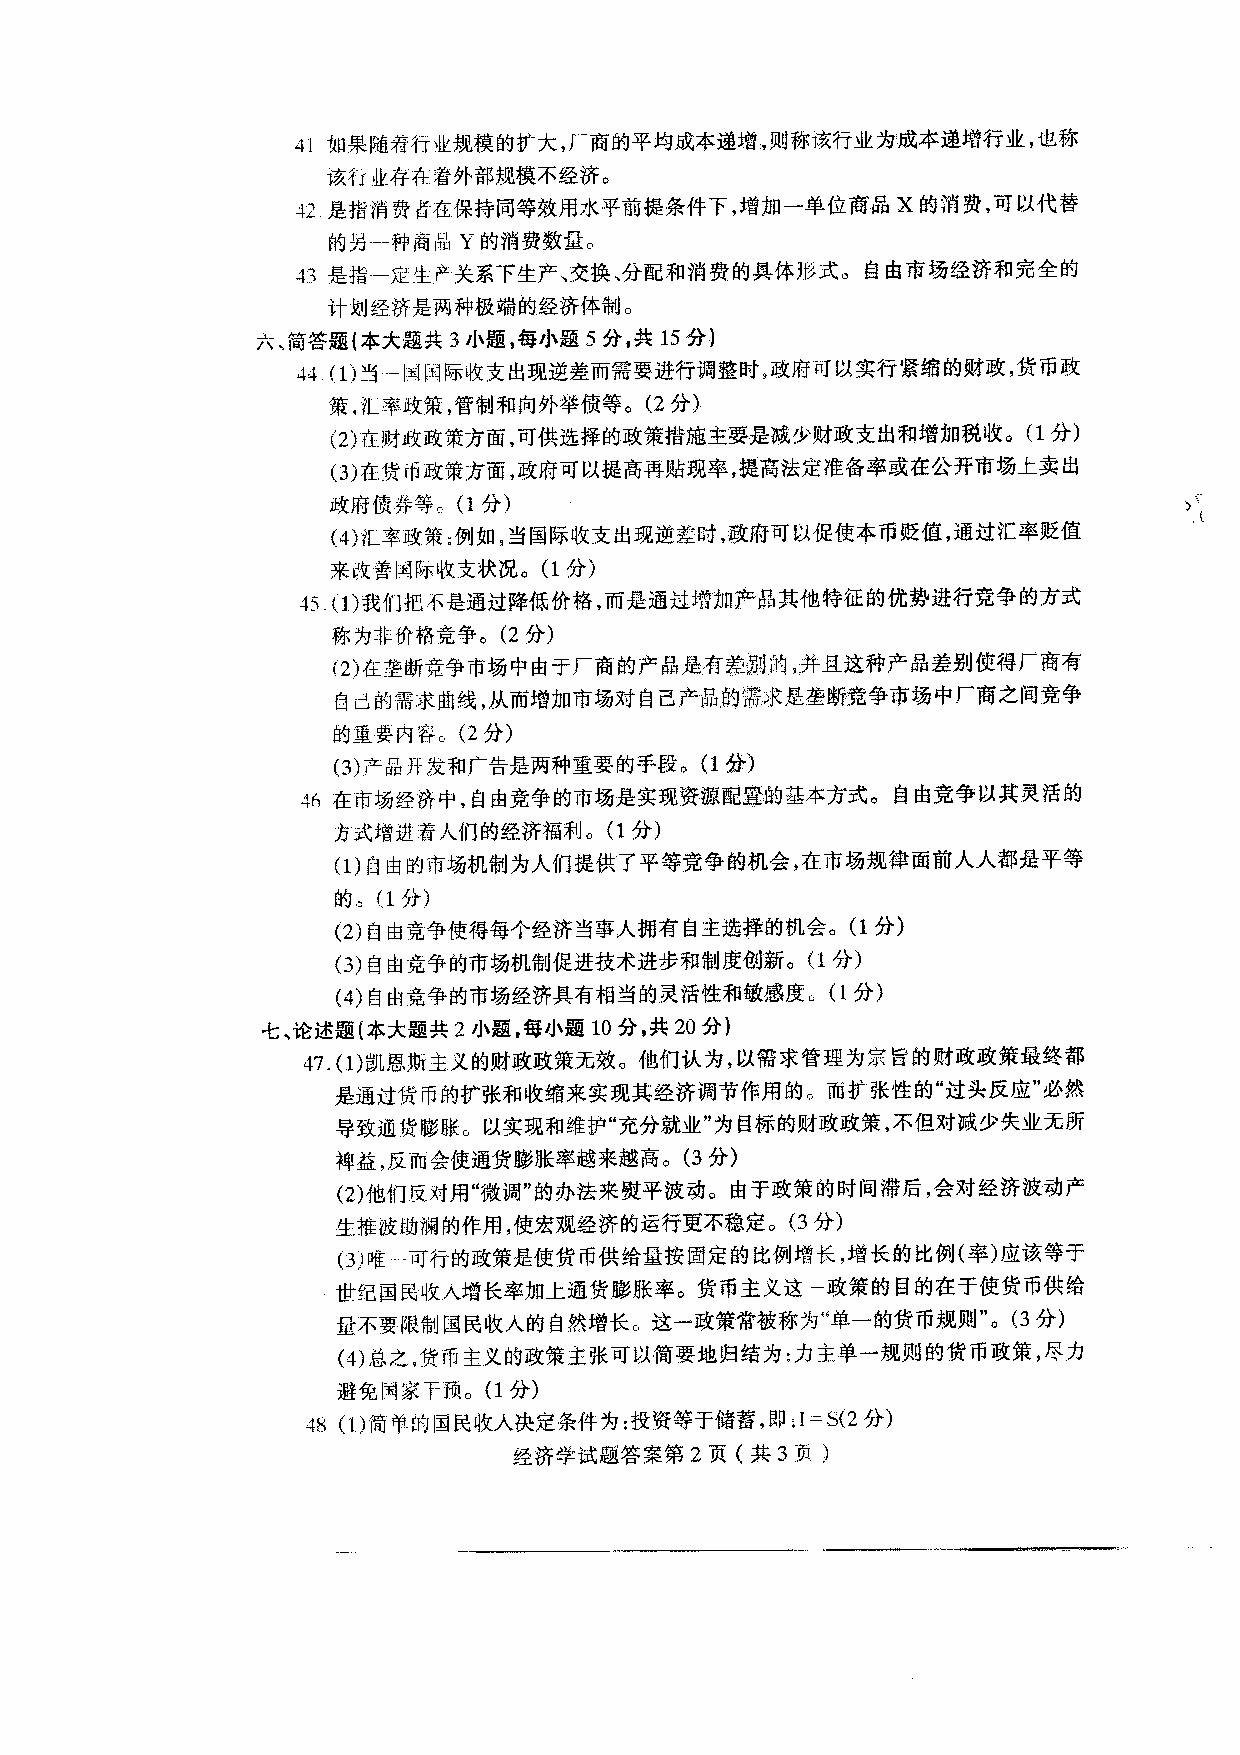 41 如果随着行业规模的扩大,厂商的平均成本递增,则称该行业为成本递增行业,也称
该行业存在着外部规模不经济。
42.是指消费者在保持同等效用水平前提条件下,增加一单位商品 X 的消费,可以代替
的另一种商品 Y 的消费数量。
43 是指一定生产关系下生产、交换、分配和消费的具体形式。自由市场经济和完全的
计划经济是两种极端的经济体制。
六、简答题(本大题共 3 小题,每小题 5 分,共 15 分)
44.(1)当一国国际收支出现逆差而需要进行调整时,政府可以实行紧缩的财政,货币政
策,汇率政策,管制和向外举债等。(2 分)
(2)在财政政策方面,可供选择的政策措施主要是减少财政支出和增加税收。(1 分)
(3)在货币政策方面,政府可以提高再贴现率,提高法定准备率或在公开市场上卖出
政府债券等。(1 分)
(4)汇率政策:例如,当国际收支出现逆差时,政府可以促使本币贬值,通过汇率贬值
来改善国际收支状况。(1 分)
45.(1)我们把不是通过降低价格,而是通过增加产品其他特征的优势进行竞争的方式
称为非价格竞争。(2 分)
(2)在垄断竞争市场中由于厂商的产品是有差别的,并且这种产品差别使得厂商有
自己的需求曲线,从而增加市场对自己产品的需求是垄断竞争市场中厂商之间竞争
的重要内容。(2 分)
(3)产品开发和广告是两种重要的手段。(1 分)
46 在市场经济中,自由竞争的市场是实现资源配置的基本方式。自由竞争以其灵活的
方式增进着人们的经济福利。(1 分)
(1)自由的市场机制为人们提供了平等竞争的机会,在市场规律面前人人都是平等
的。(1 分)
(2)自由竞争使得每个经济当事人拥有自主选择的机会。(1 分)
(3)自由竞争的市场机制促进技术进步和制度创新。(1 分)
(4)自由竞争的市场经济具有相当的灵活性和敏感度。(1 分)
七、论述题(本大题共 2 小题,每小题 10 分,共 20 分)
47.(1)凯恩斯主义的财政政策无效。他们认为,以需求管理为宗旨的财政政策最终都
是通过货币的扩张和收缩来实现其经济调节作用的。而扩张性的“过头反应”必然
导致通货膨胀。以实现和维护“充分就业”为目标的财政政策,不但对减少失业无所
裨益,反而会使通货膨胀率越来越高。(3 分)
(2)他们反对用“微调”的办法来熨平波动。由于政策的时间滞后,会对经济波动产
生推波助澜的作用,使宏观经济的运行更不稳定。(3 分)
(3)唯一可行的政策是使货币供给量按固定的比例增长,增长的比例(率)应该等于
世纪国民收入增长率加上通货膨胀率。货币主义这一政策的目的在于使货币供给
量不要限制国民收入的自然增长。这一政策常被称为“单一的货币规则”。(3 分)
(4)总之,货币主义的政策主张可以简要地归结为:力主单一规则的货币政策,尽力
避免国家干预。(1 分)
48 (1)简单的国民收入决定条件为:投资等于储蓄,即:I = S(2 分)
经济学试题答案第 2 页 ( 共 3 页 )